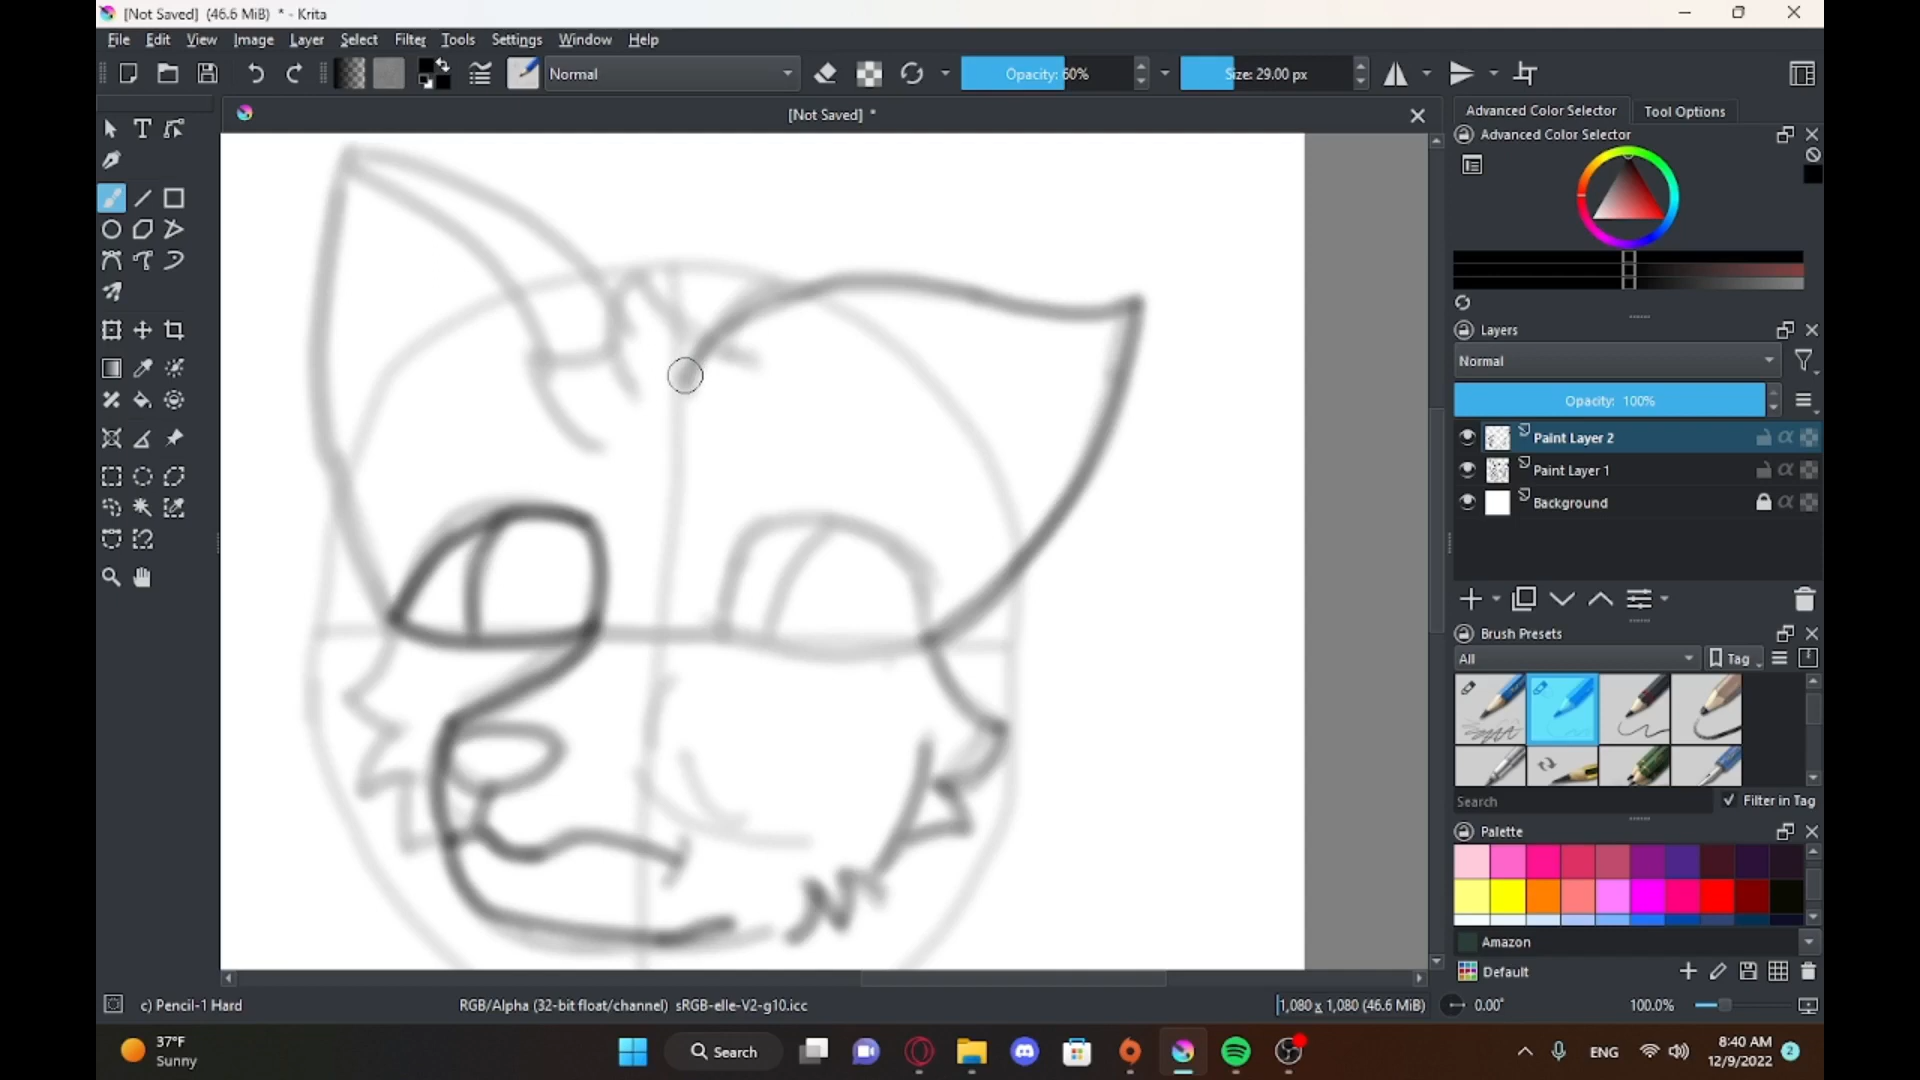 [Not Saved] (46.6 MiB) * - Krita
File Edit View Image Layer Select Filter Tools Settings Window Help
Normal
Opacity: 60%
Size: 29.00 px
[Not Saved] *
Advanced Color Selector
Tool Options
Advanced Color Selector
Layers
Normal
Opacity: 100%
Paint Layer 2
Paint Layer 1
Background
Brush Presets
All
Tag
Search
Filter in Tag
Palette
Amazon
Default
c) Pencil-1 Hard
RGB/Alpha (32-bit float/channel) sRGB-elle-V2-g10.icc
1,080 x 1,080 (46.6 MiB)
0.00°
100.0%
37°F
Sunny
Search
ENG
8:40 AM
12/9/2022
2